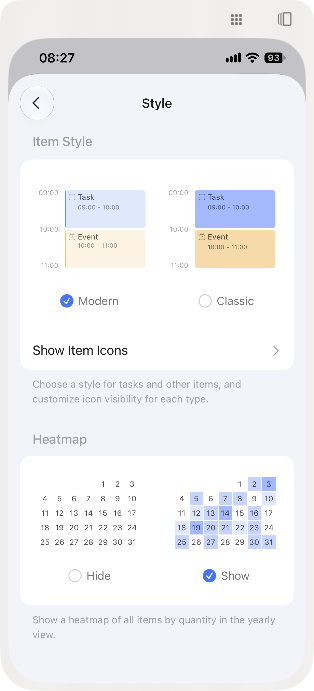 08:27
93
Style
Item Style
09:00 Task 09:00 Task
09:00 - 10:00 09:00 - 10:00
10:00 Event 10:00 Event
10:00 - 11:00 10:00 - 11:00
11:00 11:00
Modern Classic
Show Item Icons
Choose a style for tasks and other items, and
customize icon visibility for each type.
Heatmap
1 2 3 1 2 3
4 5 6 7 8 9 10 4 5 6 7 8 9 10
11 12 13 14 15 16 17 11 12 13 14 15 16 17
18 19 20 21 22 23 24 18 19 20 21 22 23 24
25 26 27 28 29 30 31 25 26 27 28 29 30 31
Hide Show
Show a heatmap of all items by quantity in the yearly
view.